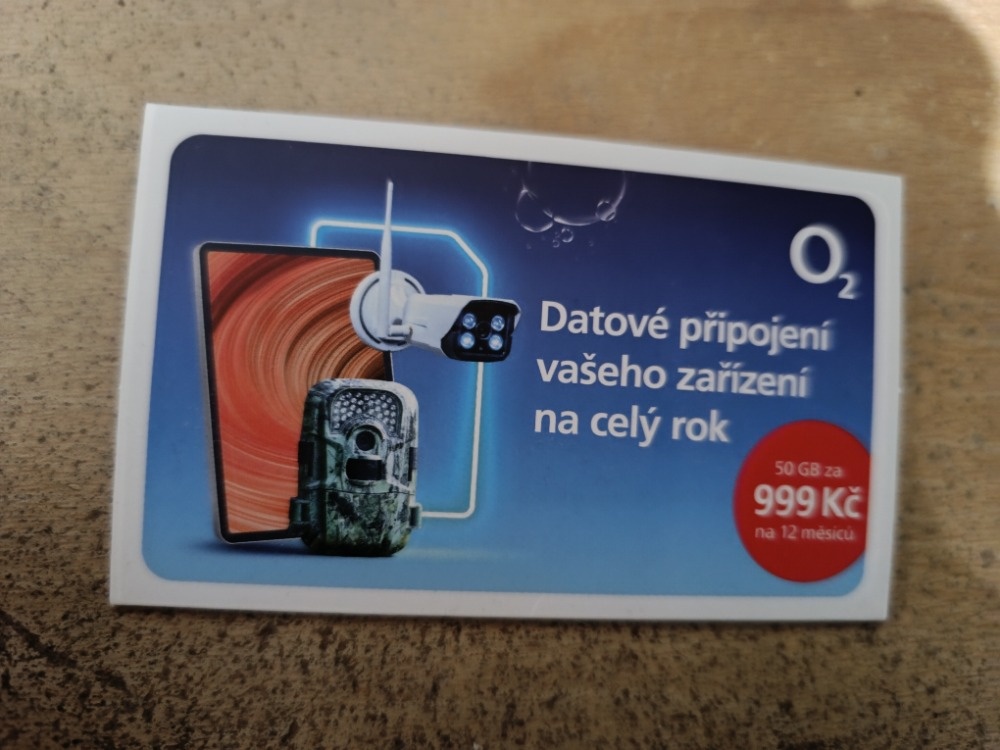 O2
Datové připojení
vašeho zařízení
na celý rok
50 GB za
999 Kč
na 12 měsíců